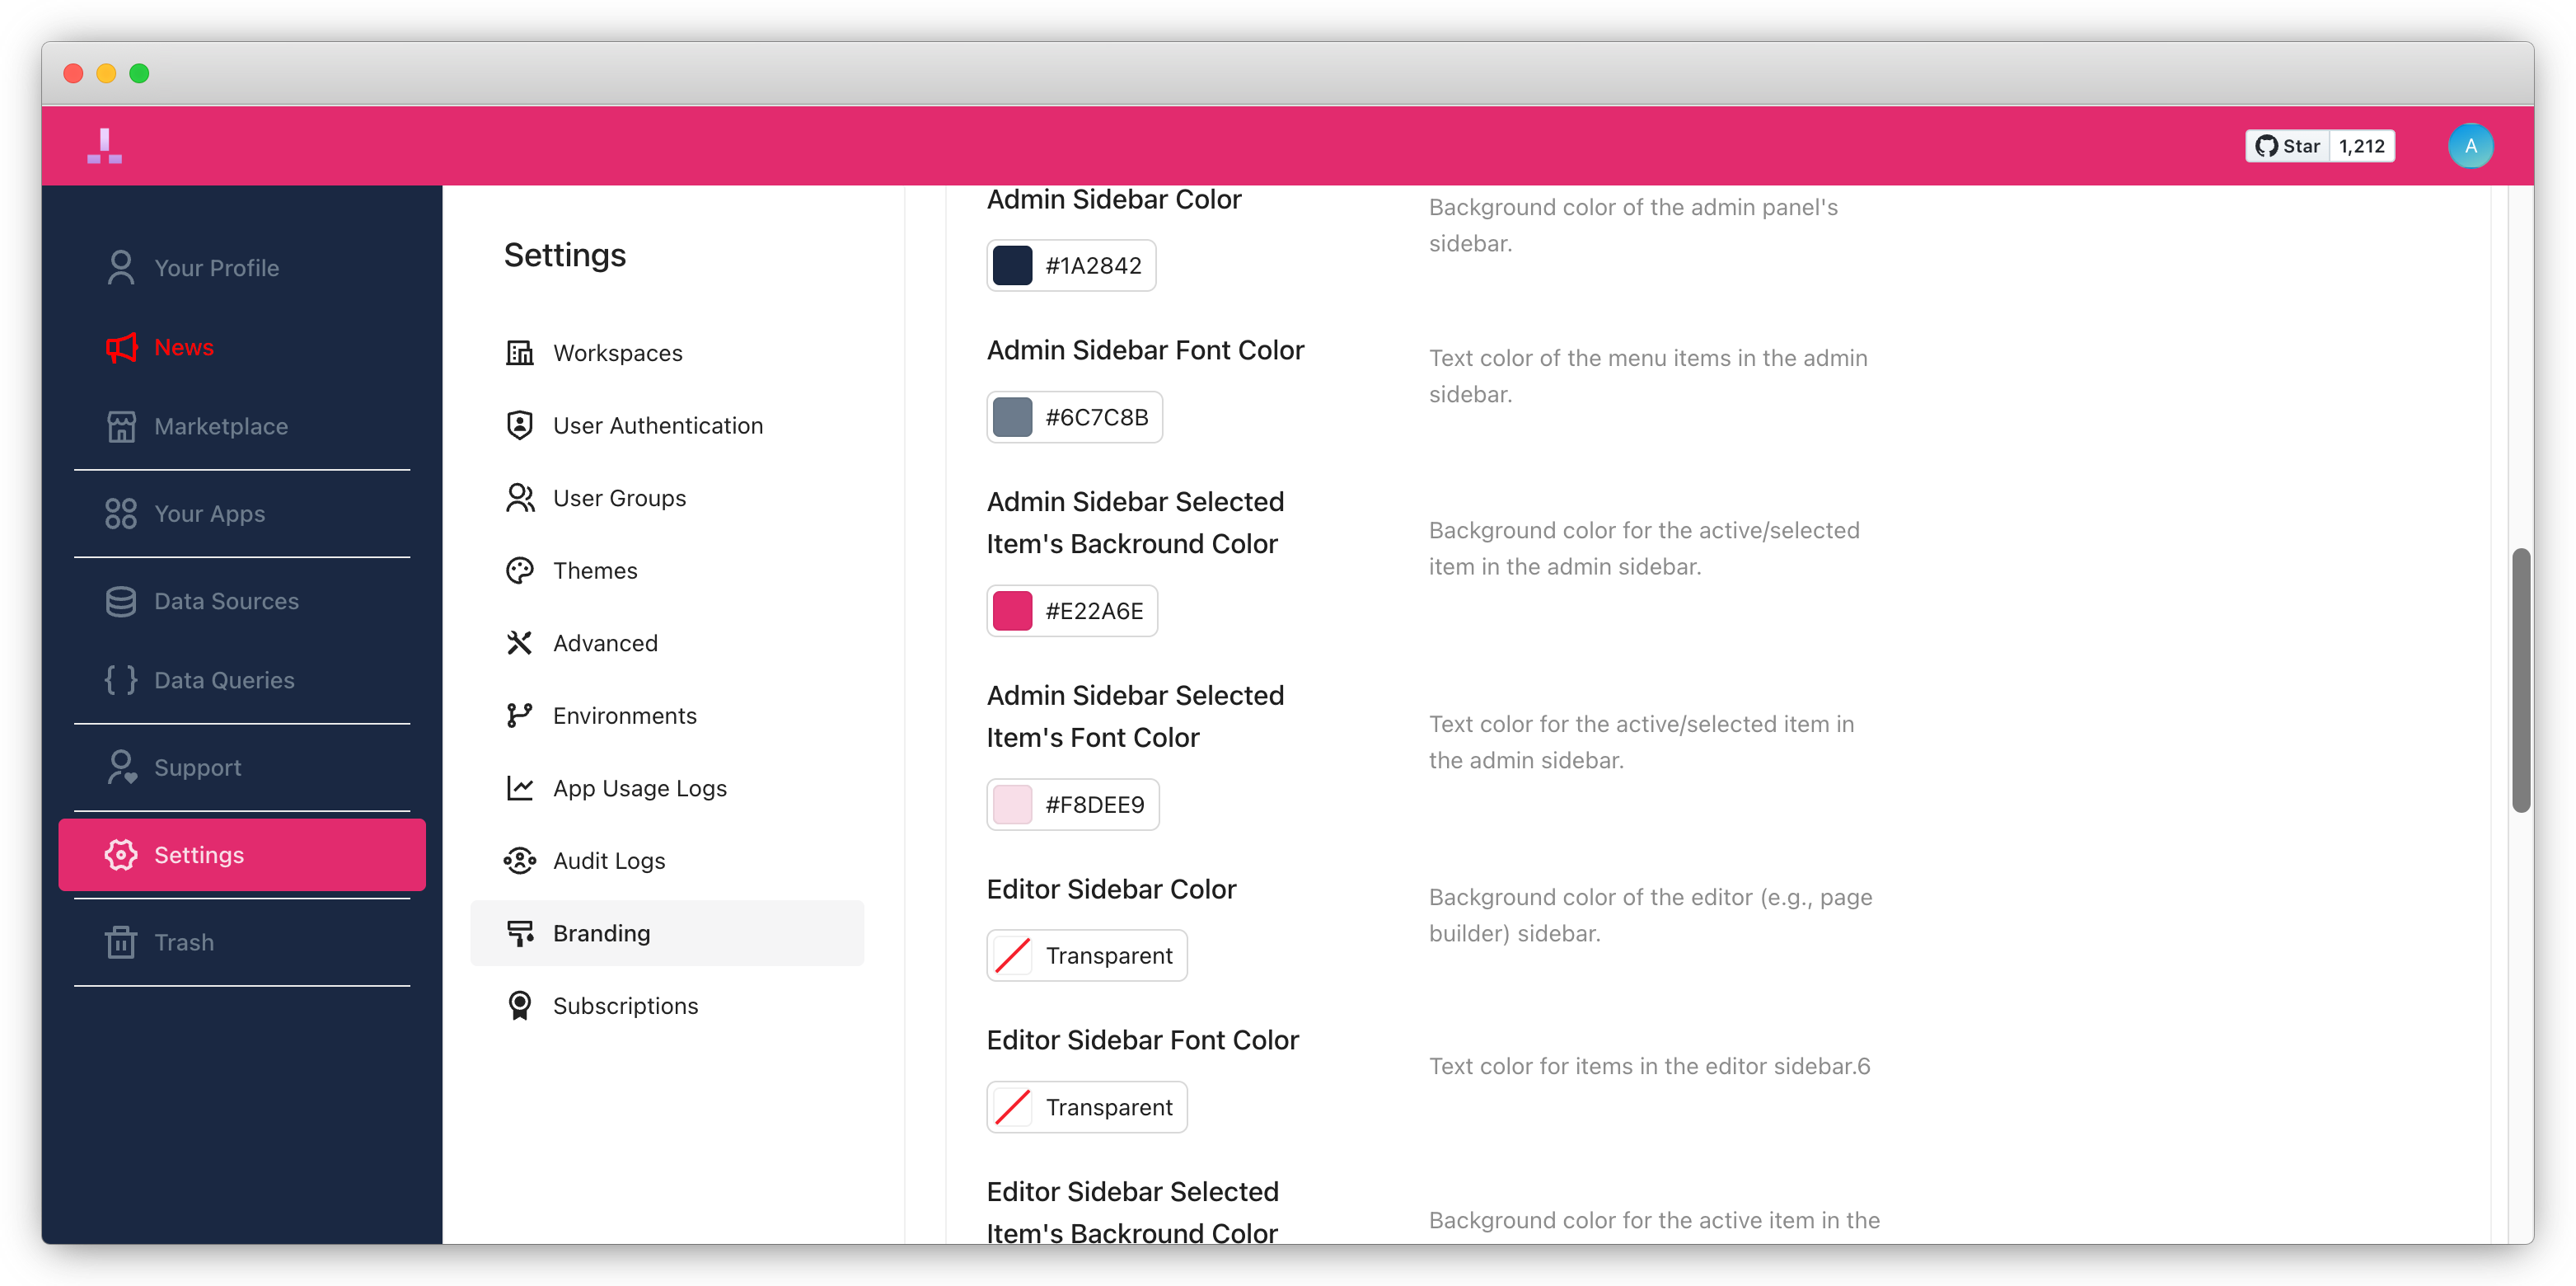 Star 1,212
A
Your Profile
News
Marketplace
Your Apps
Data Sources
Data Queries
Support
Settings
Trash
Settings
Workspaces
User Authentication
User Groups
Themes
Advanced
Environments
App Usage Logs
Audit Logs
Branding
Subscriptions
Admin Sidebar Color
#1A2842
Background color of the admin panel's
sidebar.
Admin Sidebar Font Color
#6C7C8B
Text color of the menu items in the admin
sidebar.
Admin Sidebar Selected
Item's Backround Color
#E22A6E
Background color for the active/selected
item in the admin sidebar.
Admin Sidebar Selected
Item's Font Color
#F8DEE9
Text color for the active/selected item in
the admin sidebar.
Editor Sidebar Color
Transparent
Background color of the editor (e.g., page
builder) sidebar.
Editor Sidebar Font Color
Transparent
Text color for items in the editor sidebar.6
Editor Sidebar Selected
Item's Backround Color
Background color for the active item in the